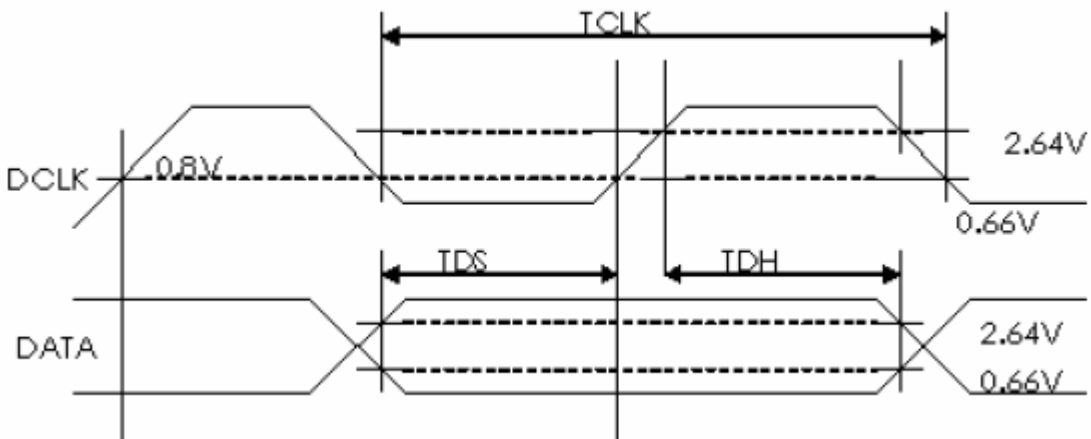 TCLK
0.8V
2.64V
DCLK
0.66V
TDS
TDH
2.64V
DATA
0.66V